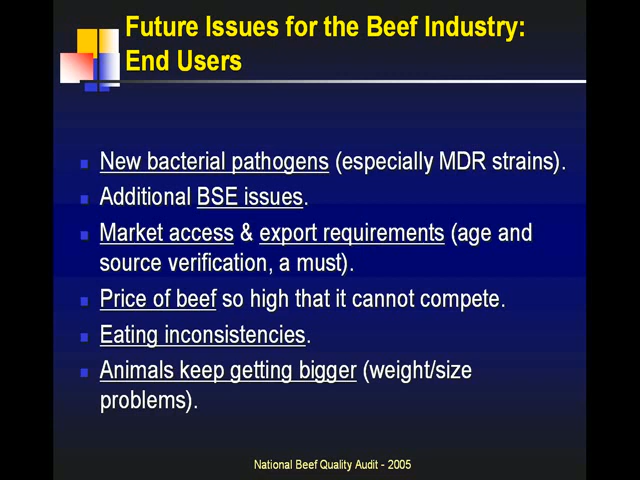 Future Issues for the Beef Industry:
End Users
New bacterial pathogens (especially MDR strains).
Additional BSE issues.
Market access & export requirements (age and
source verification, a must).
Price of beef so high that it cannot compete.
Eating inconsistencies.
Animals keep getting bigger (weight/size
problems).
National Beef Quality Audit - 2005